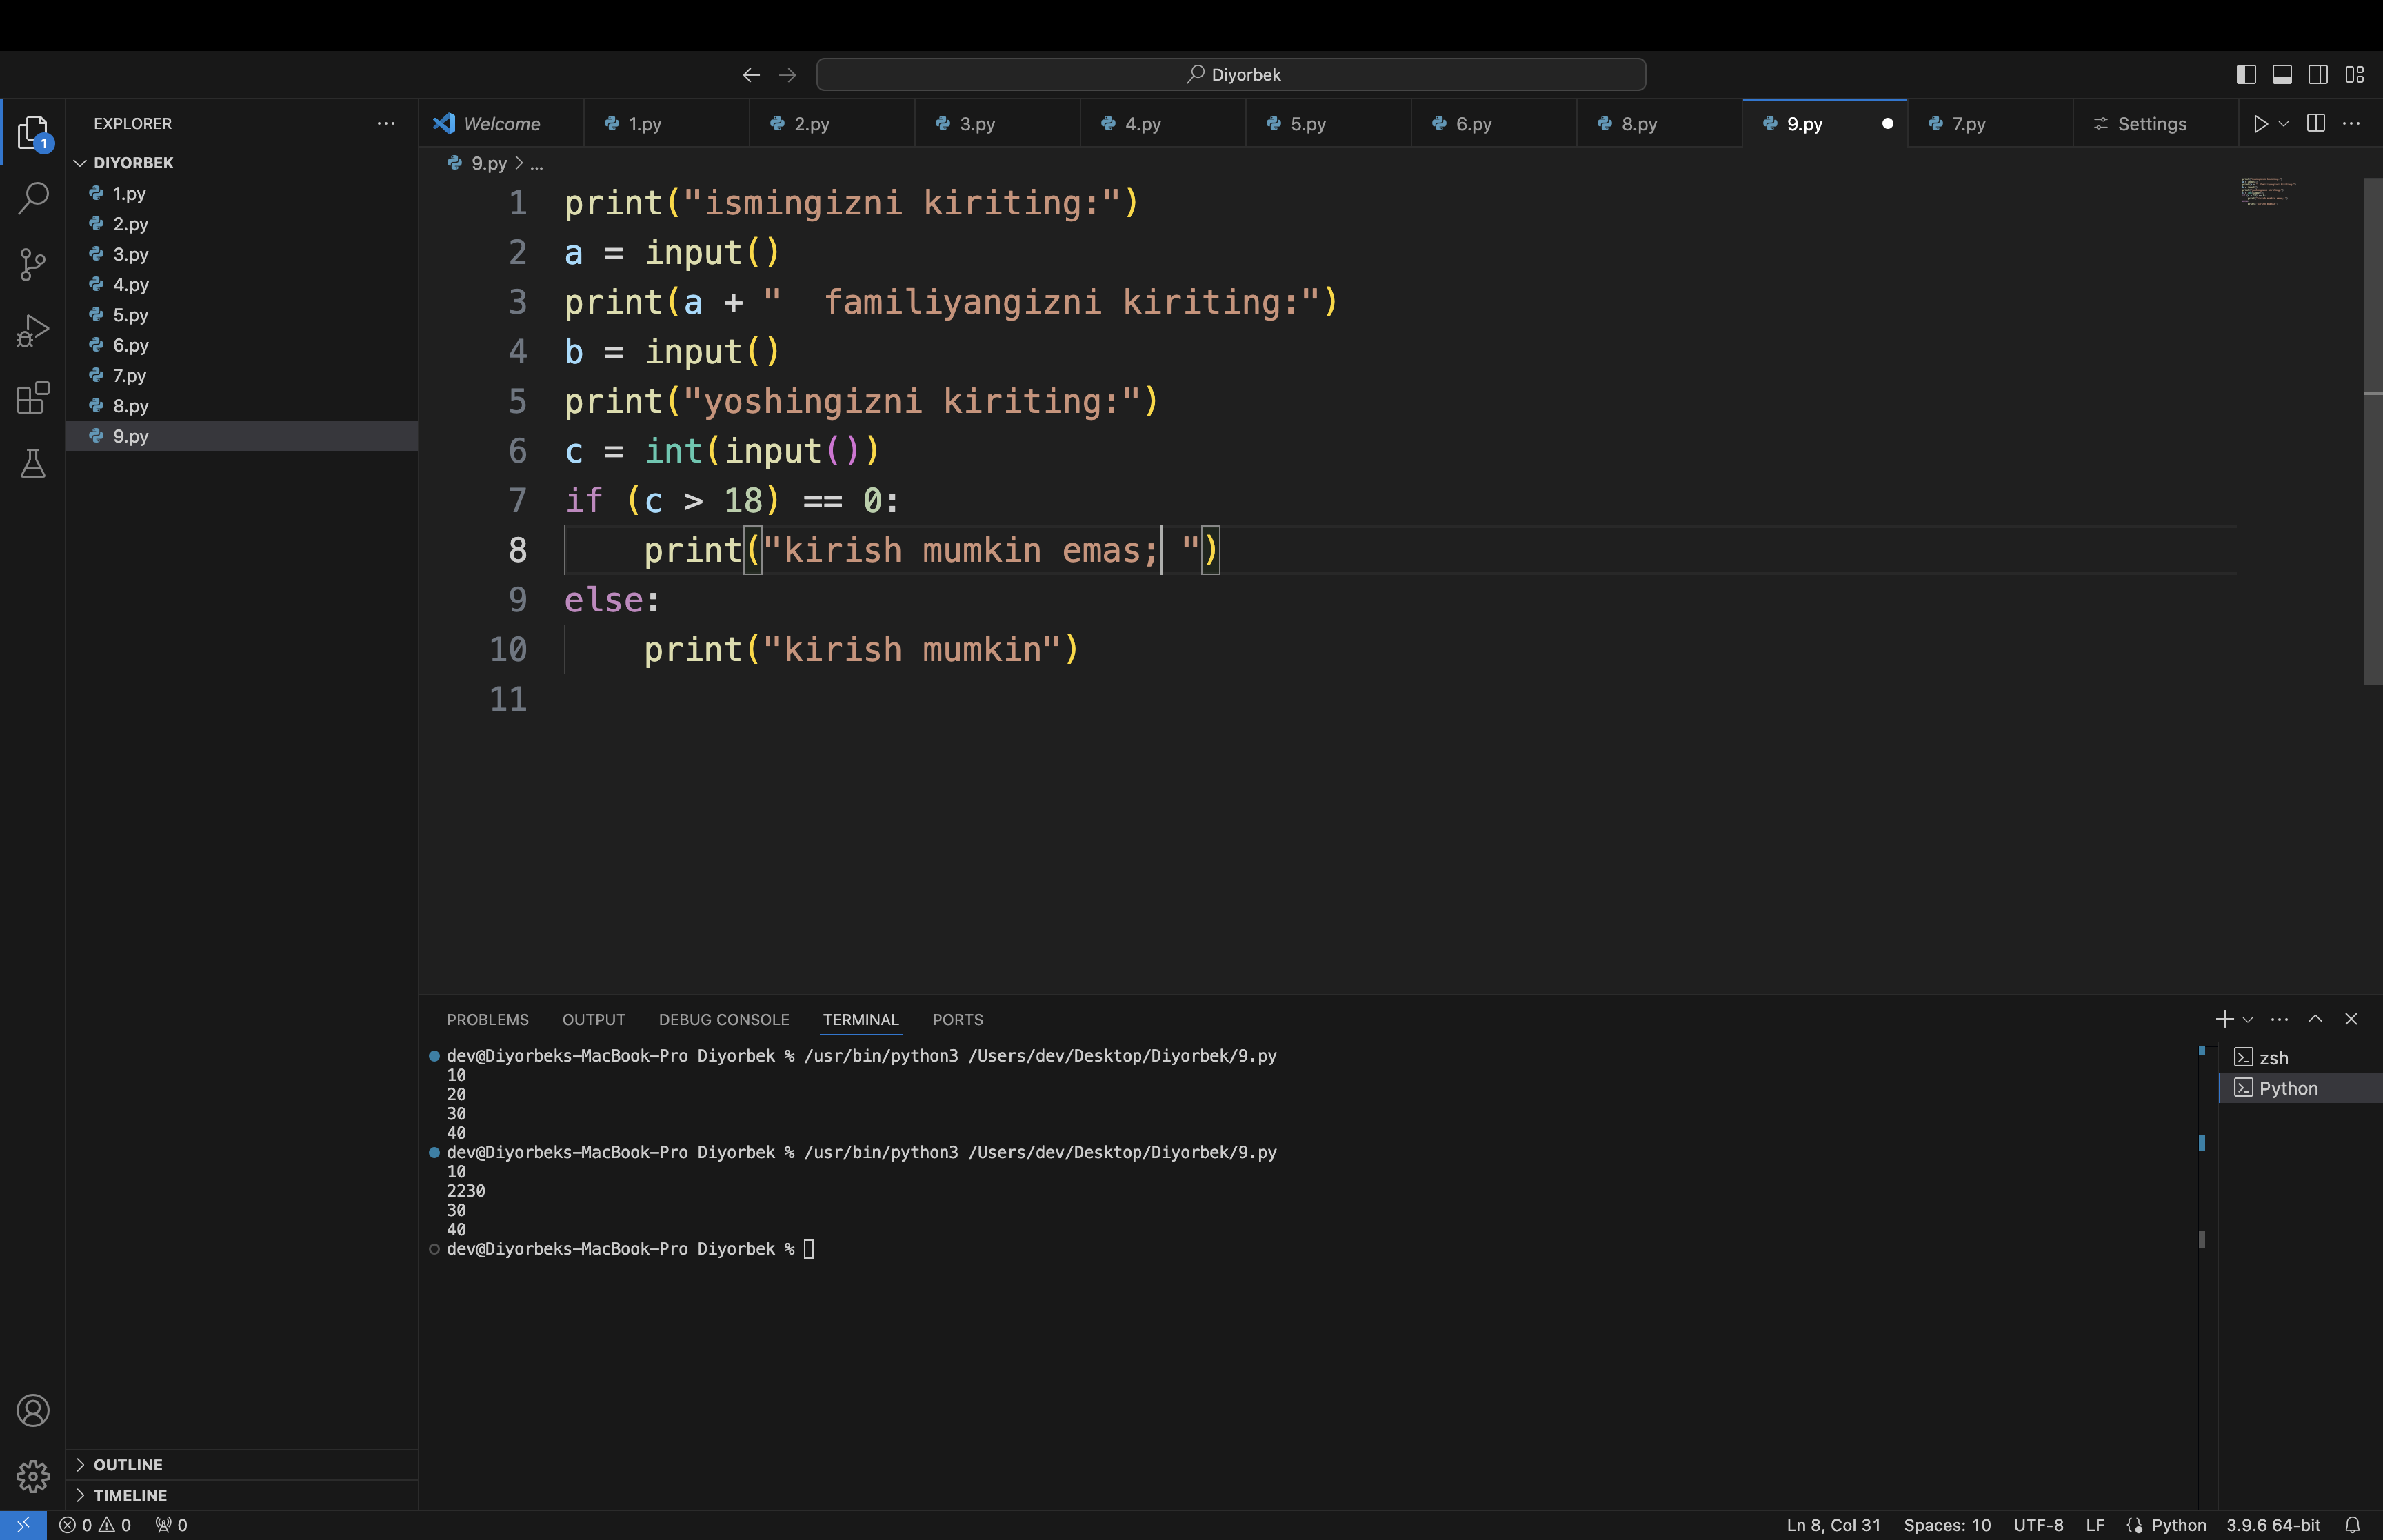 Diyorbek
EXPLORER
Welcome
1.py
2.py
3.py
4.py
5.py
6.py
8.py
9.py
7.py
Settings
1
DIYORBEK
1.py
2.py
3.py
4.py
5.py
6.py
7.py
8.py
9.py
9.py > ...
1 print("ismingizni kiriting:")
2 a = input()
3 print(a + "  familiyangizni kiriting:")
4 b = input()
5 print("yoshingizni kiriting:")
6 c = int(input())
7 if (c > 18) == 0:
8     print("kirish mumkin emas; ")
9 else:
10     print("kirish mumkin")
11
PROBLEMS OUTPUT DEBUG CONSOLE TERMINAL PORTS
dev@Diyorbeks-MacBook-Pro Diyorbek % /usr/bin/python3 /Users/dev/Desktop/Diyorbek/9.py
10
20
30
40
dev@Diyorbeks-MacBook-Pro Diyorbek % /usr/bin/python3 /Users/dev/Desktop/Diyorbek/9.py
10
2230
30
40
dev@Diyorbeks-MacBook-Pro Diyorbek %
zsh
Python
OUTLINE
TIMELINE
0 0 0
Ln 8, Col 31 Spaces: 10 UTF-8 LF Python 3.9.6 64-bit